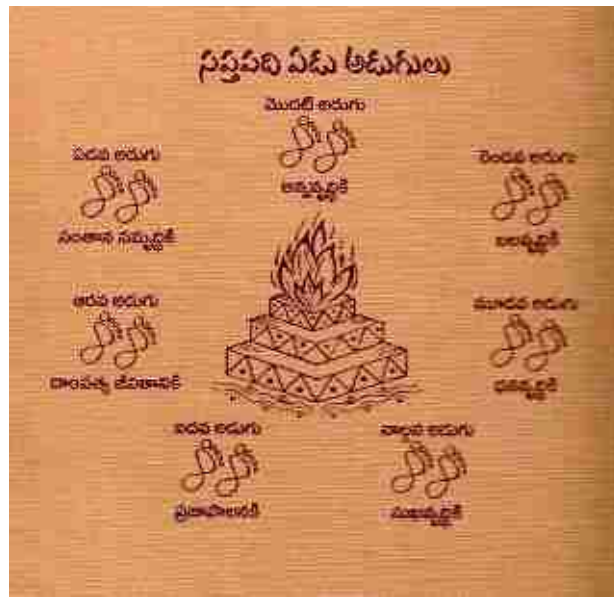 సప్తపది ఏడు అడుగులు
మొదటి అడుగు
అన్నవృద్ధికి
రెండవ అడుగు
బలవృద్ధికి
మూడవ అడుగు
ధనవృద్ధికి
నాల్గవ అడుగు
సుఖవృద్ధికి
ఐదవ అడుగు
ప్రజాపాలనకి
ఆరవ అడుగు
దాంపత్య జీవితానికి
ఏడవ అడుగు
సంతాన సమృద్ధికి